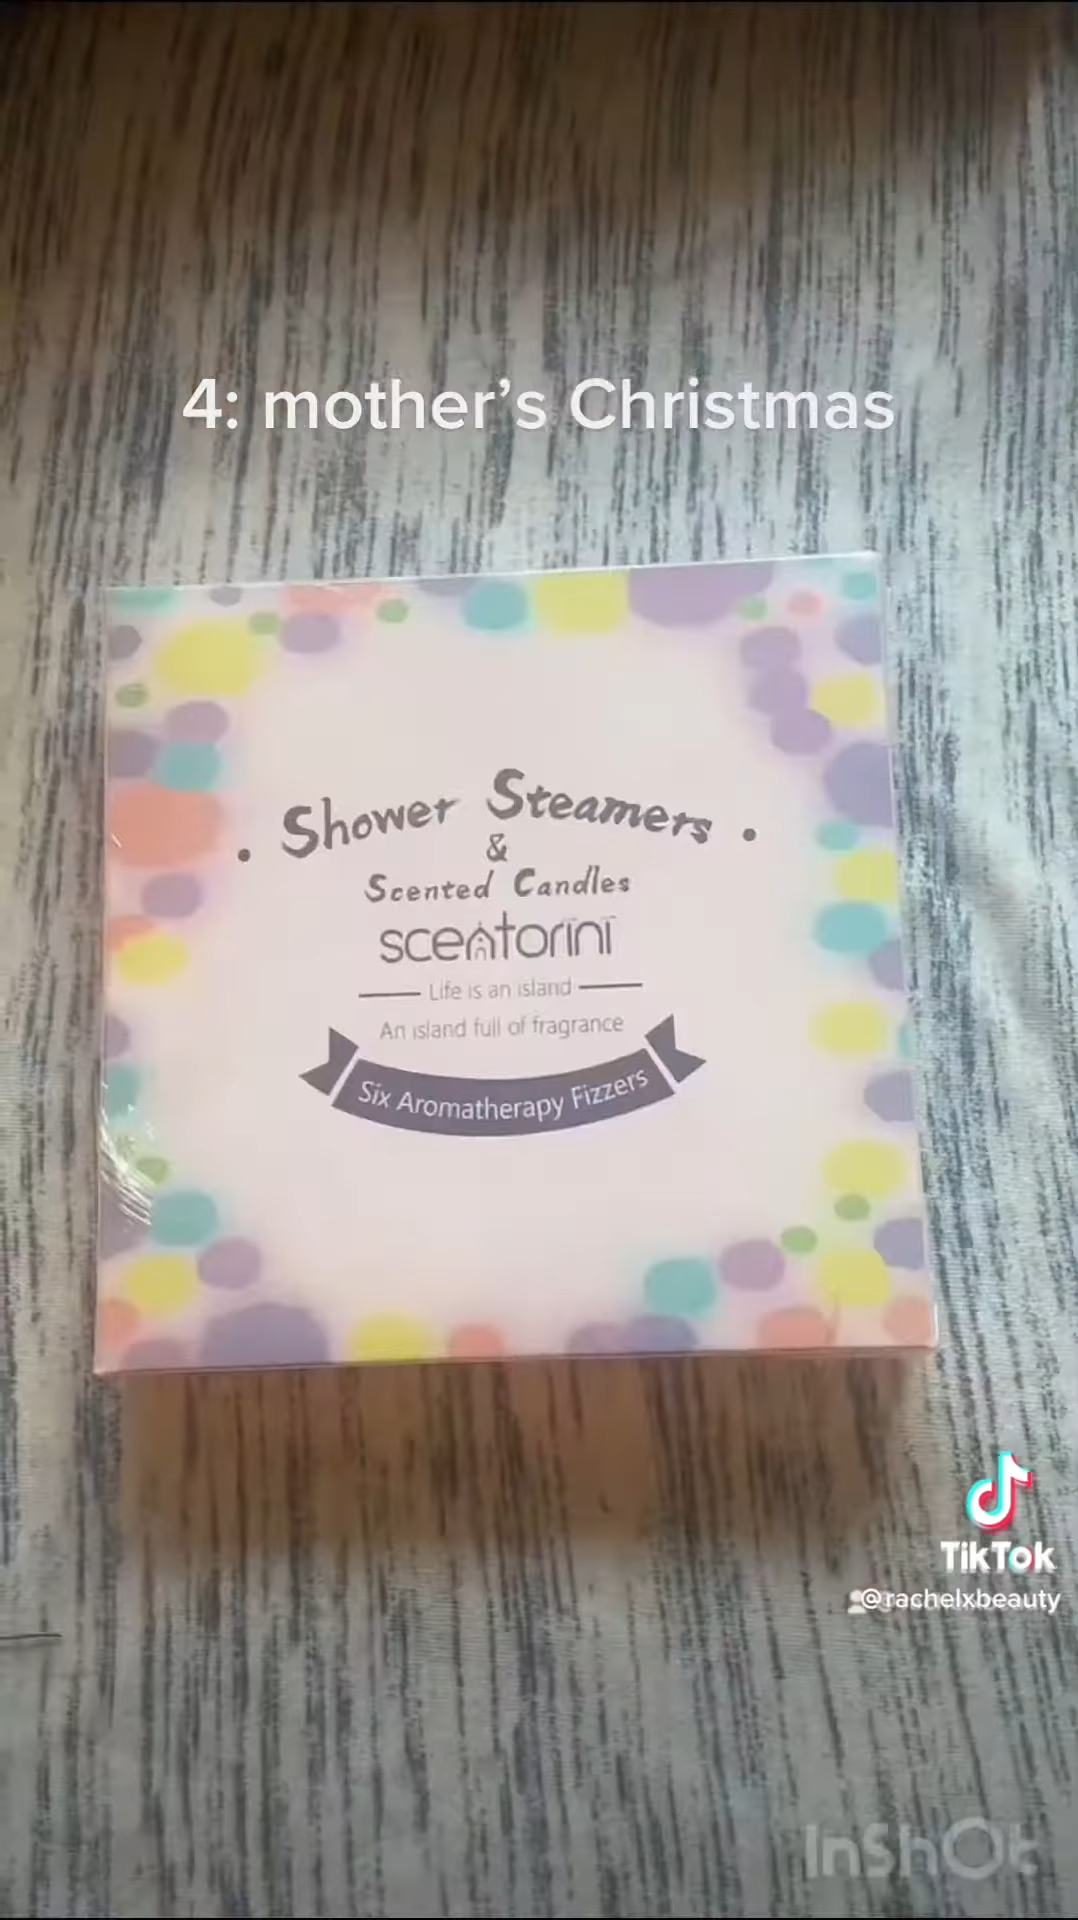 4: mother's Christmas
• Shower Steamers •
&
Scented Candles
scentorini
Life is an island
An island full of fragrance
Six Aromatherapy Fizzers
TikTok
@rachelxbeauty
InShOt